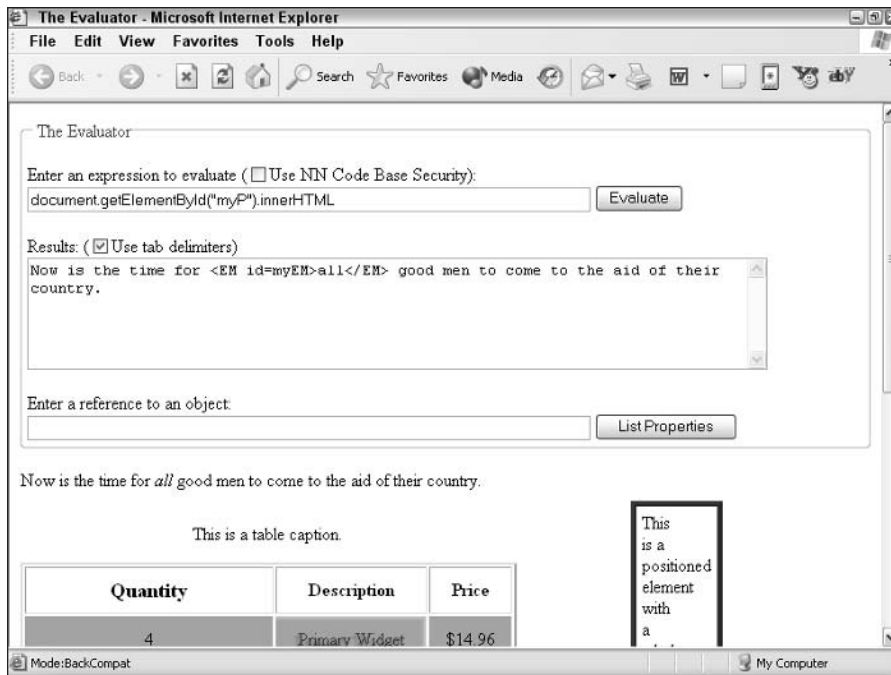 The Evaluator - Microsoft Internet Explorer
File Edit View Favorites Tools Help
Back Search Favorites Media
The Evaluator
Enter an expression to evaluate ( Use NN Code Base Security):
document.getElementById("myP").innerHTML Evaluate
Results: ( Use tab delimiters)
Now is the time for <EM id=myEM>all</EM> good men to come to the aid of their
country.
Enter a reference to an object:
List Properties
Now is the time for all good men to come to the aid of their country.
This is a table caption.
Quantity Description Price
4 Primary Widget $14.96
This
is a
positioned
element
with
a
Mode:BackCompat My Computer